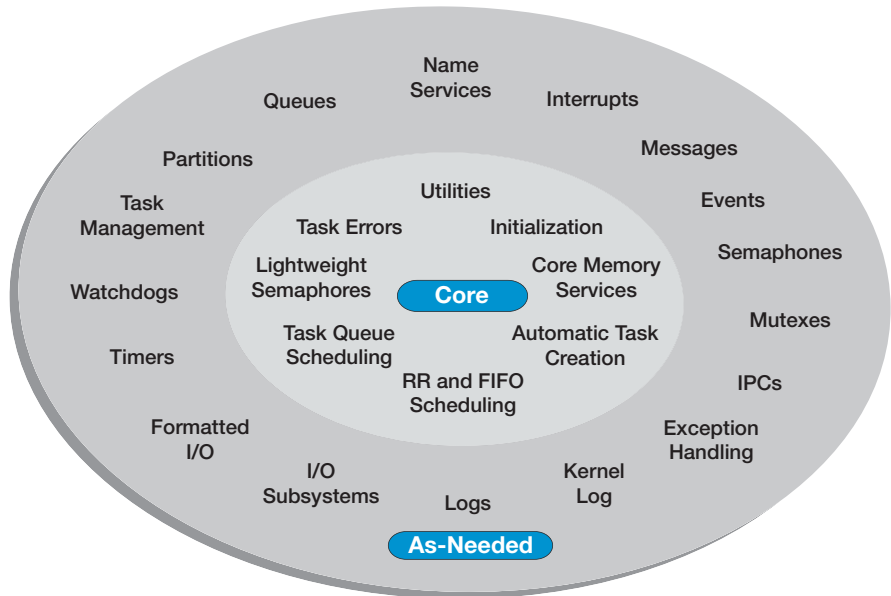 Name
Services
Queues
Interrupts
Messages
Partitions
Utilities
Events
Task
Management
Task Errors
Initialization
Semaphones
Lightweight
Semaphores
Core
Core Memory
Services
Watchdogs
Mutexes
Task Queue
Scheduling
Automatic Task
Creation
Timers
RR and FIFO
Scheduling
IPCs
Formatted
I/O
Exception
Handling
I/O
Subsystems
Logs
Kernel
Log
As-Needed